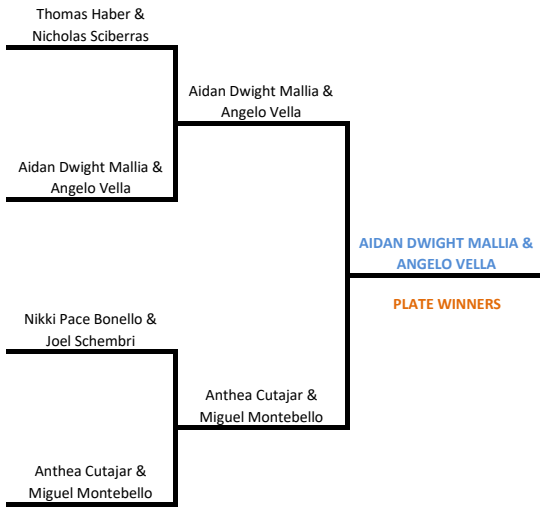 Thomas Haber &
Nicholas Sciberras
Aidan Dwight Mallia &
Angelo Vella
Aidan Dwight Mallia &
Angelo Vella
AIDAN DWIGHT MALLIA &
ANGELO VELLA
PLATE WINNERS
Nikki Pace Bonello &
Joel Schembri
Anthea Cutajar &
Miguel Montebello
Anthea Cutajar &
Miguel Montebello